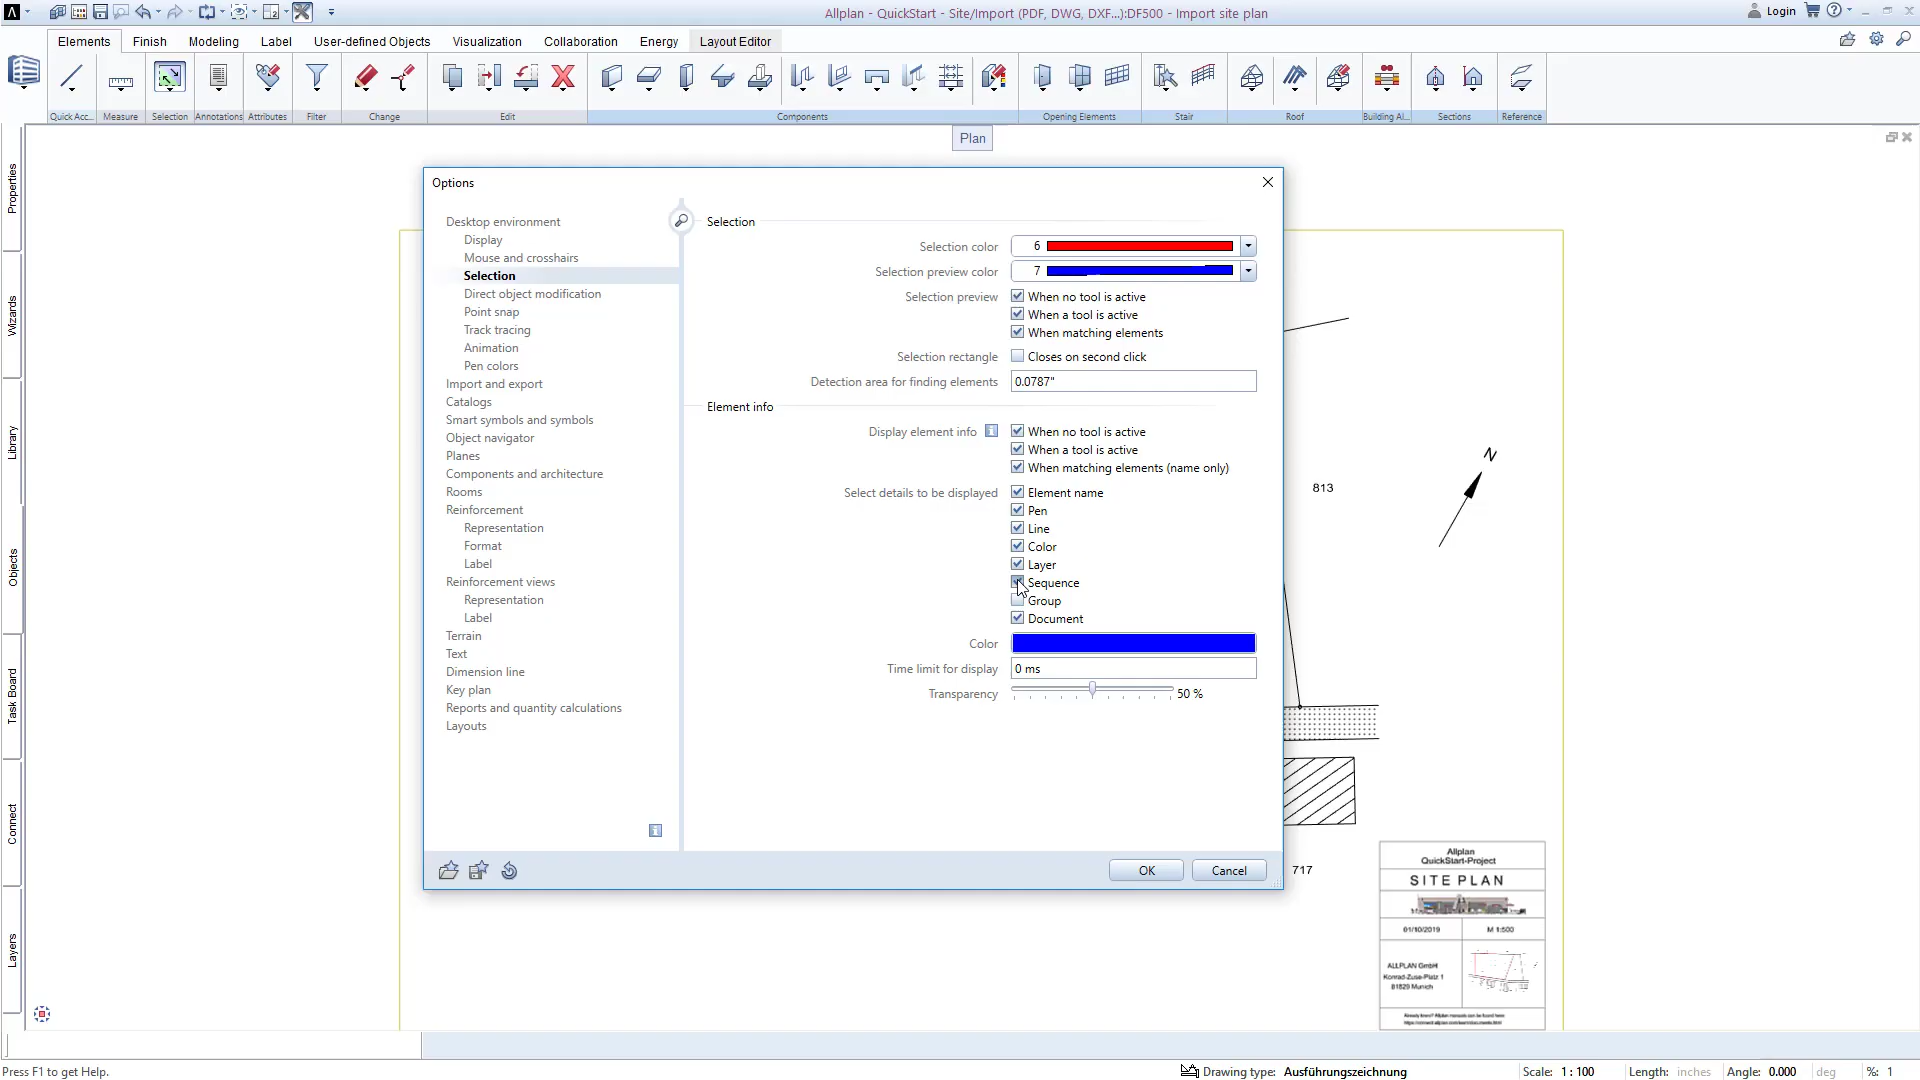 Allplan - QuickStart - Site/Import (PDF, DWG, DXF...):DF500 - Import site plan
Login
Elements
Finish
Modeling
Label
User-defined Objects
Visualization
Collaboration
Energy
Layout Editor
Quick Acc...
Measure
Selection
Annotations
Attributes
Filter
Change
Edit
Components
Opening Elements
Stair
Roof
Building Al...
Sections
Reference
Plan
Properties
Wizards
Library
Objects
Task Board
Connect
Layers
Options
Desktop environment
Display
Mouse and crosshairs
Selection
Direct object modification
Point snap
Track tracing
Animation
Pen colors
Import and export
Catalogs
Smart symbols and symbols
Object navigator
Planes
Components and architecture
Rooms
Reinforcement
Representation
Format
Label
Reinforcement views
Representation
Label
Terrain
Text
Dimension line
Key plan
Reports and quantity calculations
Layouts
Selection
Selection color 6
Selection preview color 7
Selection preview When no tool is active
When a tool is active
When matching elements
Selection rectangle Closes on second click
Detection area for finding elements 0.0787"
Element info
Display element info When no tool is active
When a tool is active
When matching elements (name only)
Select details to be displayed Element name
Pen
Line
Color
Layer
Sequence
Group
Document
Color
Time limit for display 0 ms
Transparency 50 %
OK
Cancel
813
N
717
Allplan
QuickStart-Project
SITE PLAN
01/10/2019 M 1:500
ALLPLAN GmbH
Konrad-Zuse-Platz 1
81829 Munich
Press F1 to get Help.
Drawing type: Ausführungszeichnung
Scale: 1 : 100
Length: inches
Angle: 0.000 deg
%: 1